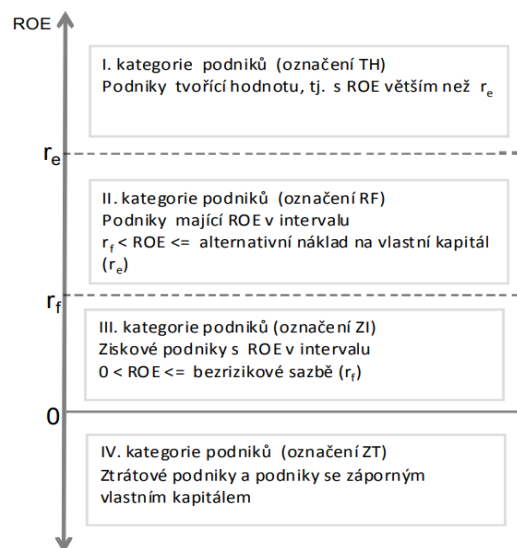 ROE
I. kategorie podniků (označení TH)
Podniky tvořící hodnotu, tj. s ROE větším než re
re
II. kategorie podniků (označení RF)
Podniky mající ROE v intervalu
rf < ROE <= alternativní náklad na vlastní kapitál
(re)
rf
III. kategorie podniků (označení ZI)
Ziskové podniky s ROE v intervalu
0 < ROE <= bezrizikové sazbě (rf)
0
IV. kategorie podniků (označení ZT)
Ztrátové podniky a podniky se záporným
vlastním kapitálem